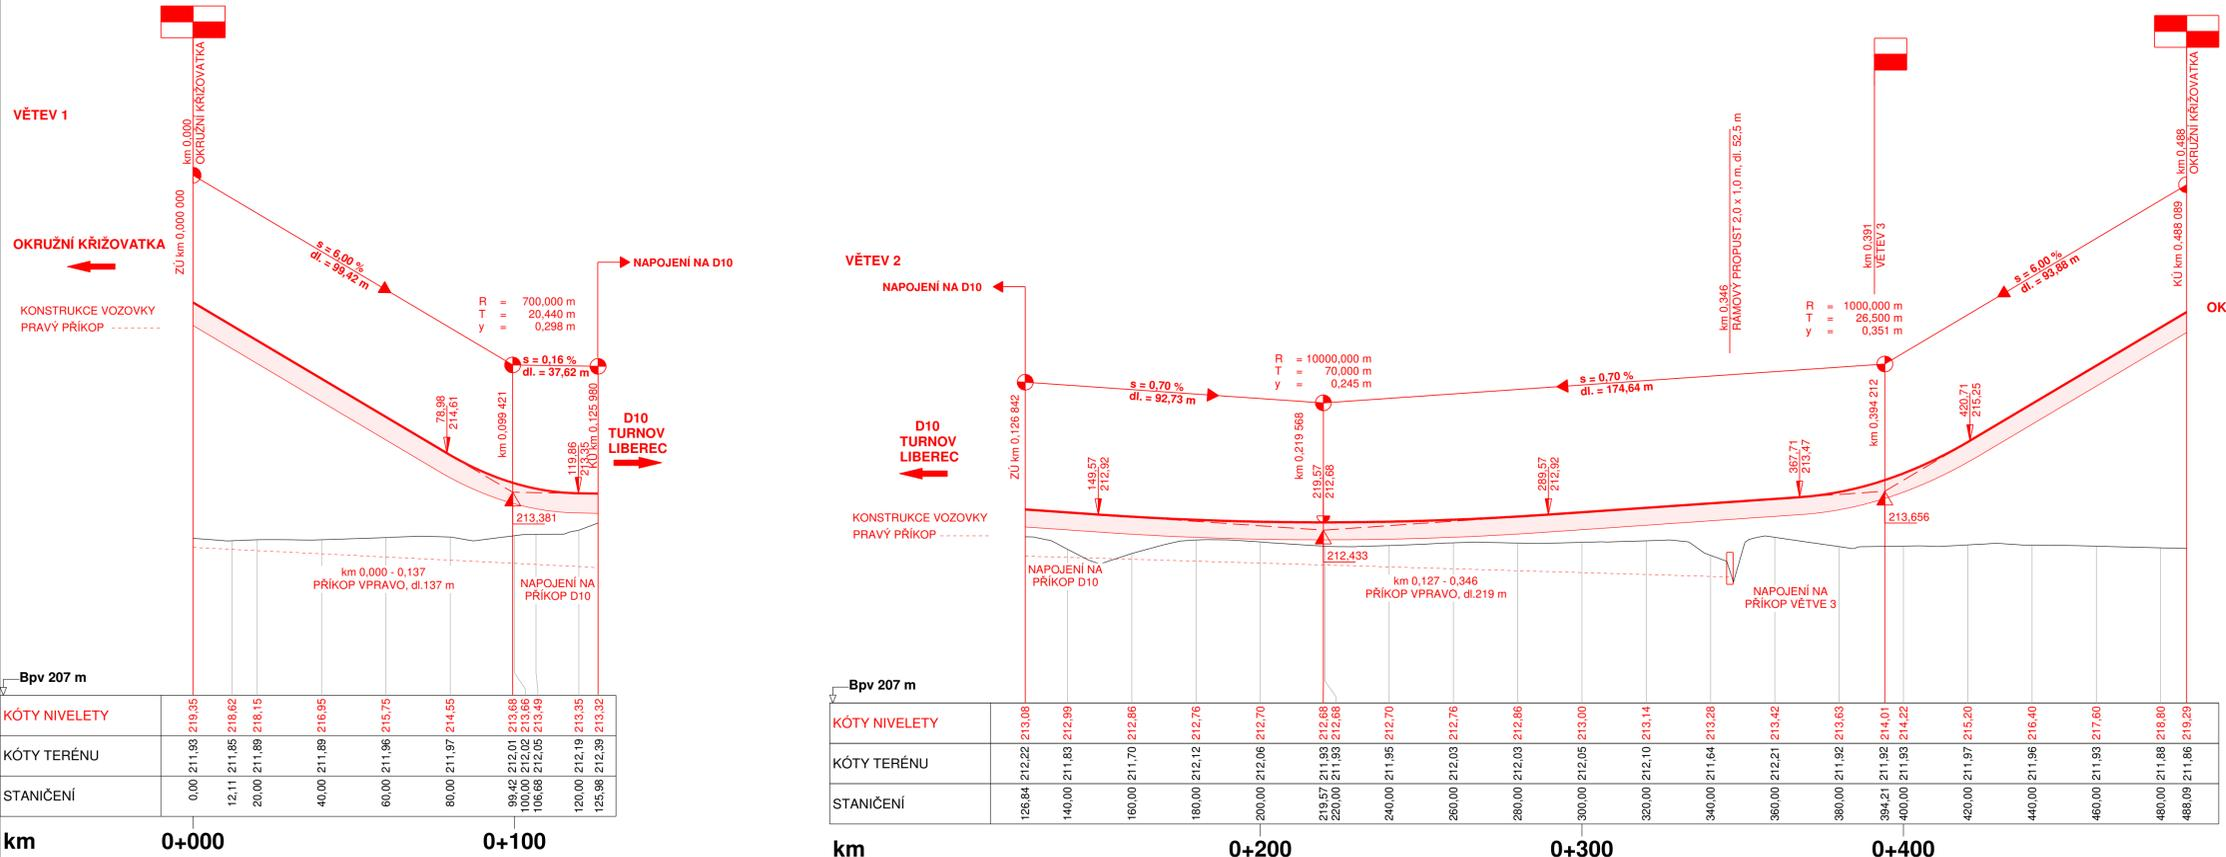 VĚTEV 1
km 0,000
OKRUŽNÍ KŘIŽOVATKA
ZÚ km 0,000 000
OKRUŽNÍ KŘIŽOVATKA
KONSTRUKCE VOZOVKY
PRAVÝ PŘÍKOP
s = 6,00 %
dl. = 99,42 m
R = 700,000 m
T = 20,440 m
y = 0,298 m
NAPOJENÍ NA D10
s = 0,16 %
dl. = 37,62 m
78,98
214,61
km 0,099 421
119,86
213,35
KÚ km 0,125 980
D10
TURNOV
LIBEREC
213,381
km 0,000 - 0,137
PŘÍKOP VPRAVO, dl.137 m
NAPOJENÍ NA
PŘÍKOP D10
Bpv 207 m
KÓTY NIVELETY 219,35 218,62 218,15 216,95 215,75 214,55 213,68 213,66 213,49 213,35 213,32
KÓTY TERÉNU 211,93 211,85 211,89 211,89 211,96 211,97 212,01 212,02 212,05 212,19 212,39
STANIČENÍ 0,00 12,11 20,00 40,00 60,00 80,00 99,42 100,00 106,68 120,00 125,98
km 0+000 0+100
VĚTEV 2
NAPOJENÍ NA D10
D10
TURNOV
LIBEREC
KONSTRUKCE VOZOVKY
PRAVÝ PŘÍKOP
ZÚ km 0,126 842
s = 0,70 %
dl. = 92,73 m
149,57
212,92
R = 10000,000 m
T = 70,000 m
y = 0,245 m
km 0,219 568
219,57
212,68
212,433
s = 0,70 %
dl. = 174,64 m
289,57
212,92
km 0,346
RÁMOVÝ PROPUST 2,0 x 1,0 m, dl. 52,5 m
367,71
213,47
R = 1000,000 m
T = 26,500 m
y = 0,351 m
km 0,391
VĚTEV 3
km 0,394 212
213,656
420,71
215,25
s = 6,00 %
dl. = 93,88 m
km 0,488
OKRUŽNÍ KŘIŽOVATKA
KÚ km 0,488 089
OK
NAPOJENÍ NA
PŘÍKOP D10
km 0,127 - 0,346
PŘÍKOP VPRAVO, dl.219 m
NAPOJENÍ NA
PŘÍKOP VĚTVE 3
Bpv 207 m
KÓTY NIVELETY 213,08 212,99 212,86 212,76 212,70 212,68 212,68 212,70 212,76 212,86 213,00 213,14 213,28 213,42 213,63 214,01 214,22 215,20 216,40 217,60 218,80 219,29
KÓTY TERÉNU 212,22 211,83 211,70 212,12 212,06 211,93 211,93 211,95 212,03 212,03 212,05 212,10 211,64 212,21 211,92 211,92 211,93 211,97 211,96 211,93 211,88 211,86
STANIČENÍ 126,84 140,00 160,00 180,00 200,00 219,57 220,00 240,00 260,00 280,00 300,00 320,00 340,00 360,00 380,00 394,21 400,00 420,00 440,00 460,00 480,00 488,09
km 0+200 0+300 0+400